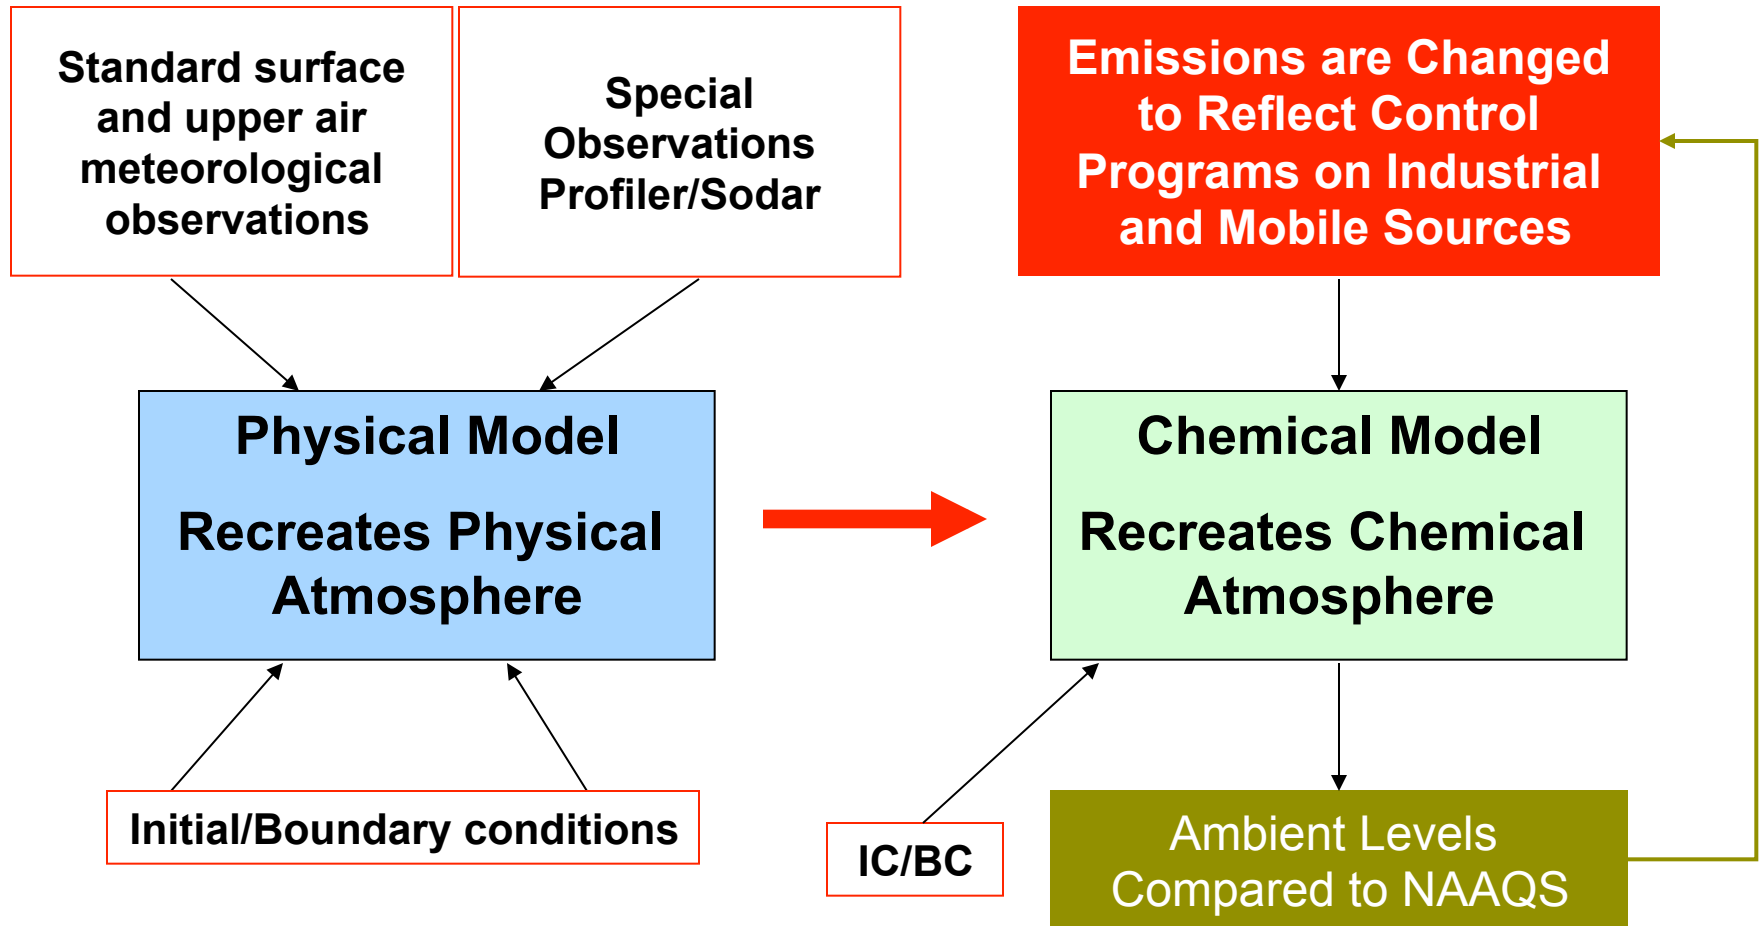 Standard surface
and upper air
meteorological
observations
Special
Observations
Profiler/Sodar
Emissions are Changed
to Reflect Control
Programs on Industrial
and Mobile Sources
Physical Model
Recreates Physical
Atmosphere
Chemical Model
Recreates Chemical
Atmosphere
Initial/Boundary conditions
IC/BC
Ambient Levels
Compared to NAAQS